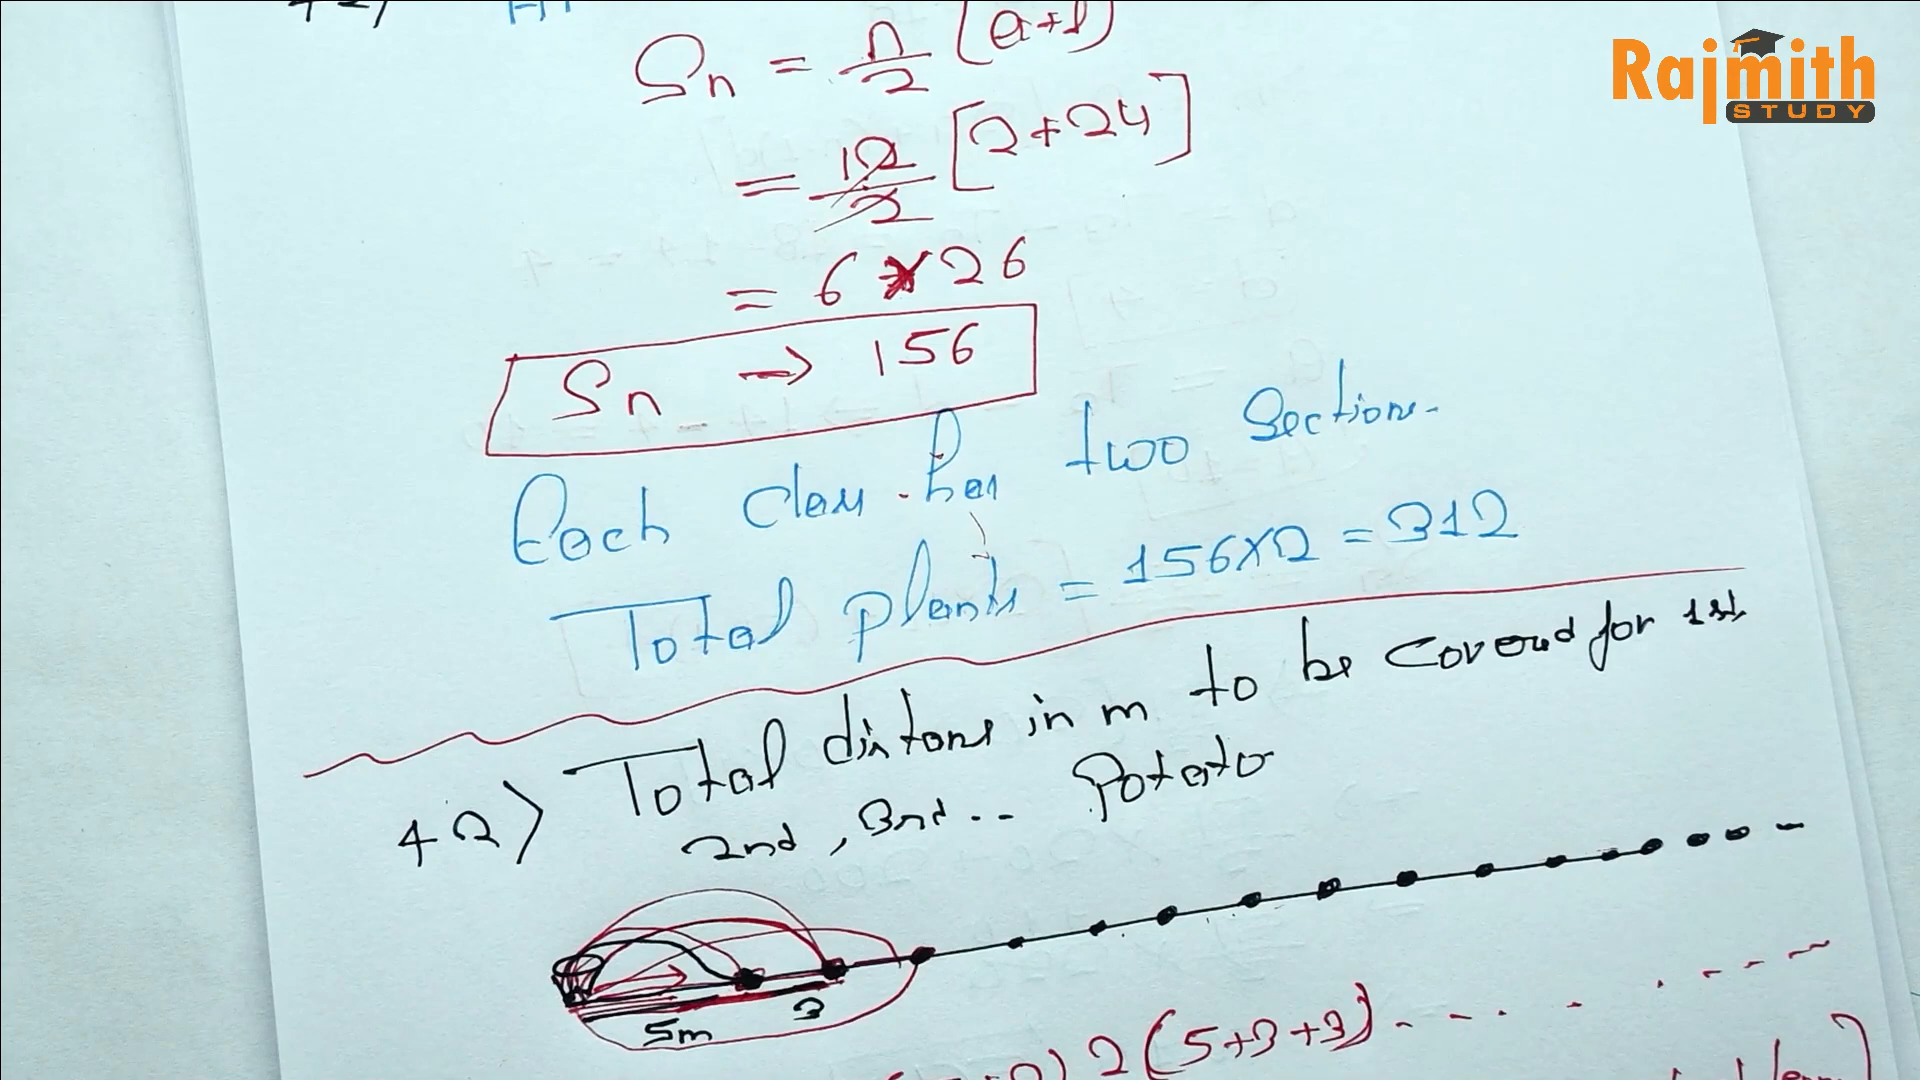 Rajmith
STUDY
Sn = n/2 (a+l)
= 12/2 [2+24]
= 6 × 26
Sn → 156
Each class has two Section.
Total plants = 156×2 = 312
42) Total distans in m to be coverd for 1st
2nd, 3rd... Potato
5m 3
2(5+3+3) - - - . . . - - -